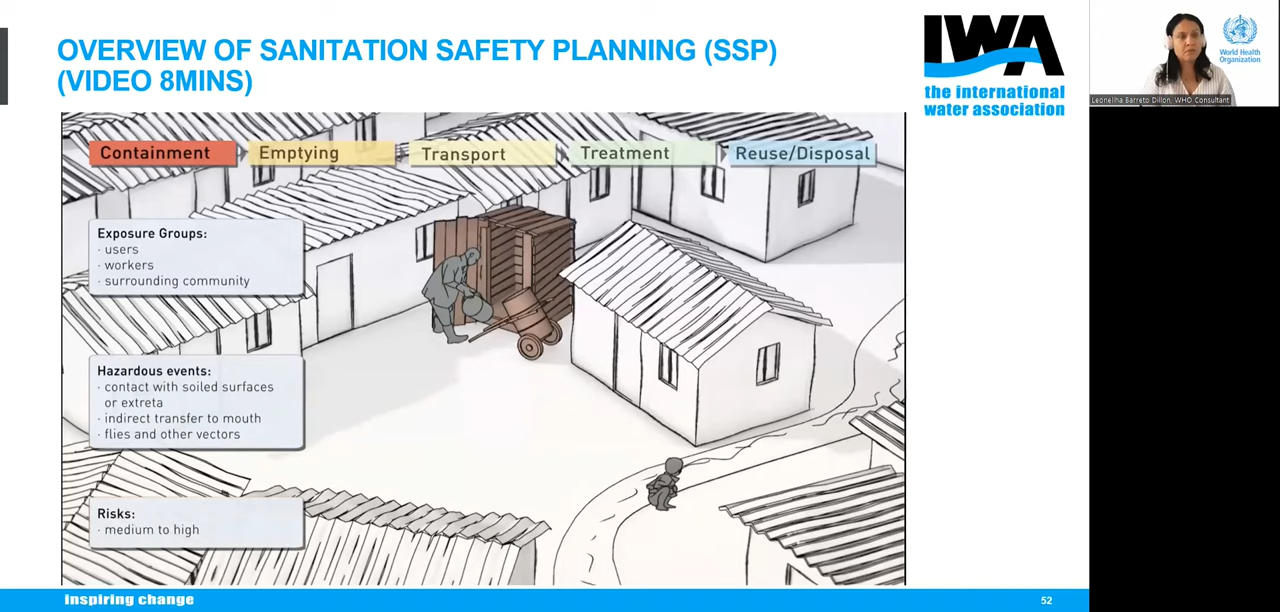 OVERVIEW OF SANITATION SAFETY PLANNING (SSP)
(VIDEO 8MINS)
IWA
the international
water association
World Health
Organization
Leoneliha Barreto Dillon, WHO Consultant
Containment
Emptying
Transport
Treatment
Reuse/Disposal
Exposure Groups:
· users
· workers
· surrounding community
Hazardous events:
· contact with soiled surfaces
or extreta
· indirect transfer to mouth
· flies and other vectors
Risks:
· medium to high
inspiring change
52